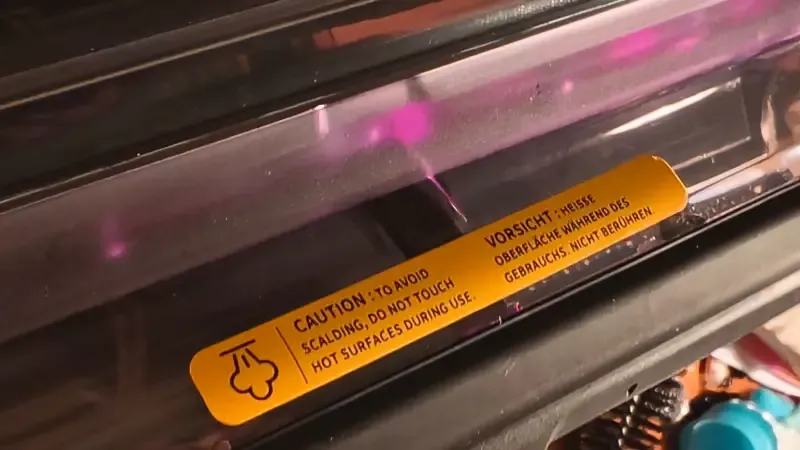 CAUTION : TO AVOID
SCALDING, DO NOT TOUCH
HOT SURFACES DURING USE.
VORSICHT : HEISSE
OBERFLÄCHE WÄHREND DES
GEBRAUCHS. NICHT BERÜHREN.